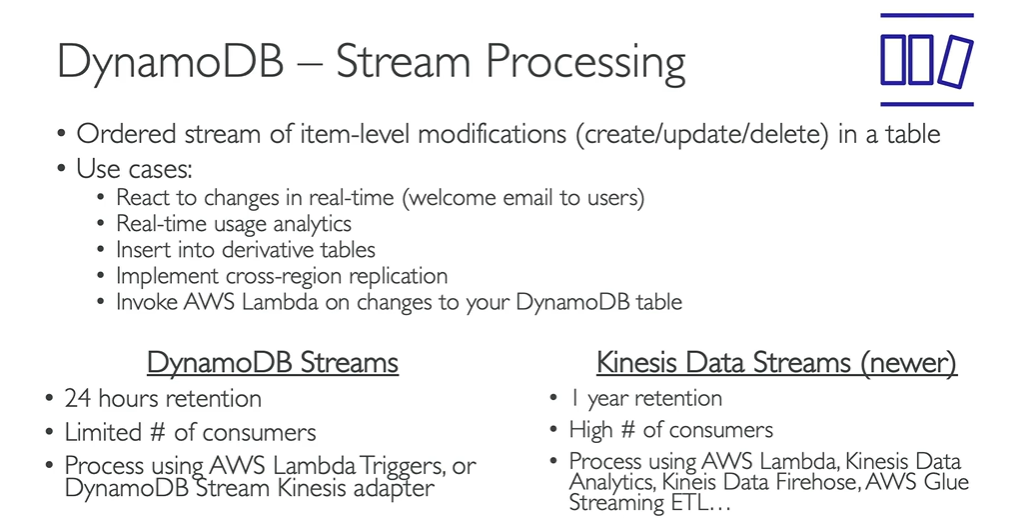 DynamoDB – Stream Processing
• Ordered stream of item-level modifications (create/update/delete) in a table
• Use cases:
• React to changes in real-time (welcome email to users)
• Real-time usage analytics
• Insert into derivative tables
• Implement cross-region replication
• Invoke AWS Lambda on changes to your DynamoDB table
DynamoDB Streams
• 24 hours retention
• Limited # of consumers
• Process using AWS Lambda Triggers, or
DynamoDB Stream Kinesis adapter
Kinesis Data Streams (newer)
• 1 year retention
• High # of consumers
• Process using AWS Lambda, Kinesis Data
Analytics, Kineis Data Firehose, AWS Glue
Streaming ETL…